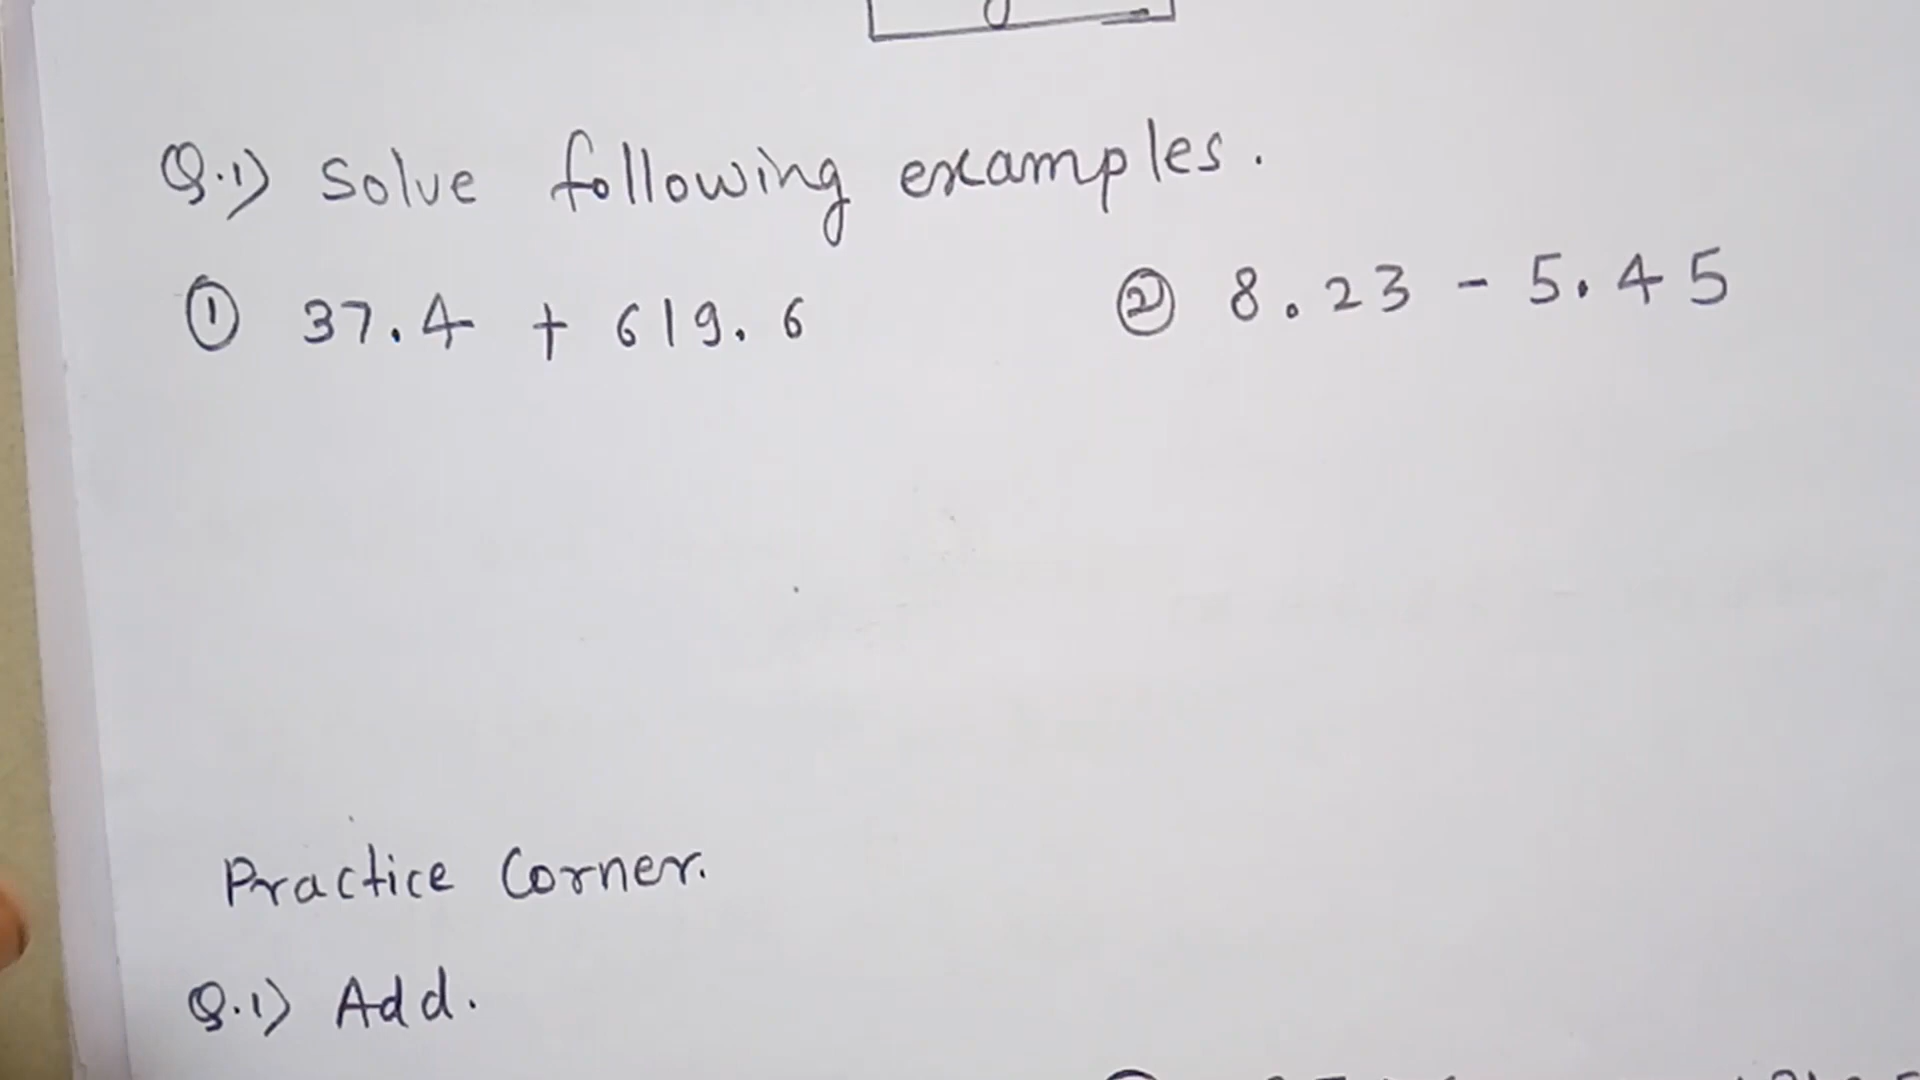 Q.1) Solve following examples.
① 37.4 + 619.6 ② 8.23 - 5.45
Practice Corner.
Q.1) Add.